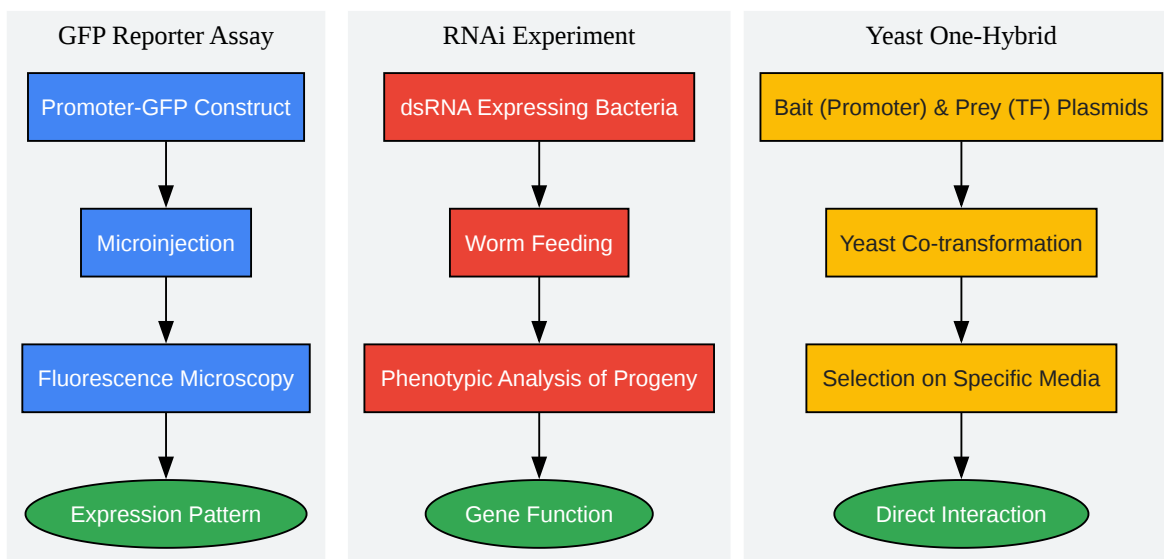 GFP Reporter Assay
Promoter-GFP Construct
Microinjection
Fluorescence Microscopy
Expression Pattern
RNAi Experiment
dsRNA Expressing Bacteria
Worm Feeding
Phenotypic Analysis of Progeny
Gene Function
Yeast One-Hybrid
Bait (Promoter) & Prey (TF) Plasmids
Yeast Co-transformation
Selection on Specific Media
Direct Interaction